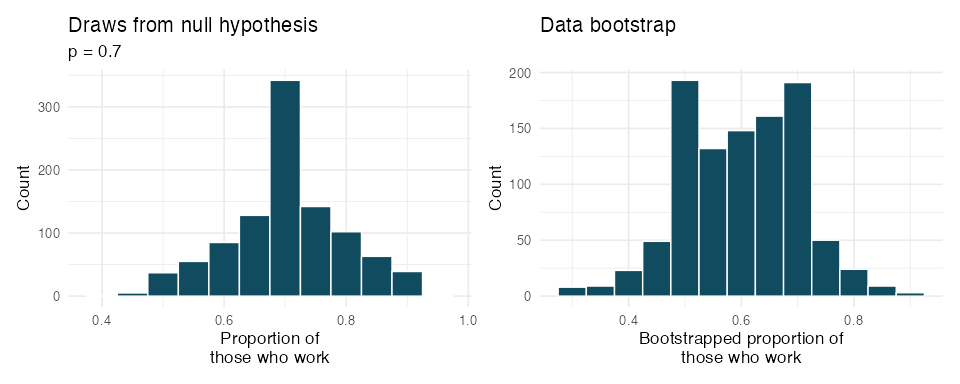 Draws from null hypothesis
p = 0.7
300
200
100
0
Count
0.4 0.6 0.8 1.0
Proportion of
those who work
Data bootstrap
200
150
100
50
0
Count
0.4 0.6 0.8
Bootstrapped proportion of
those who work